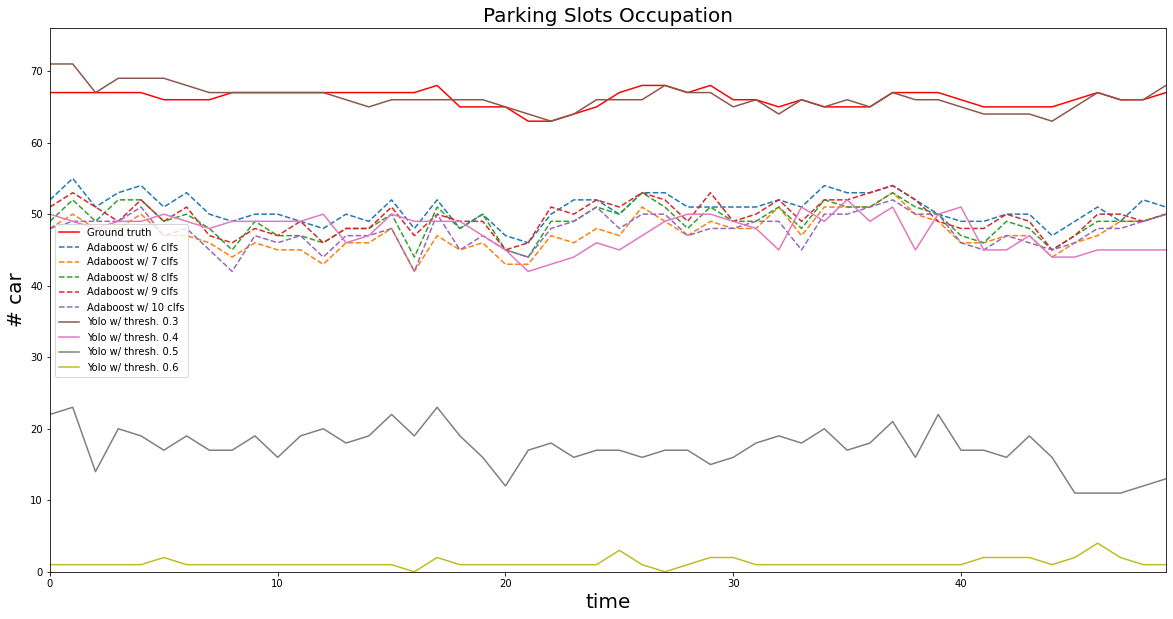 Parking Slots Occupation
# car
70
60
50
40
30
20
10
0
Ground truth
Adaboost w/ 6 clfs
Adaboost w/ 7 clfs
Adaboost w/ 8 clfs
Adaboost w/ 9 clfs
Adaboost w/ 10 clfs
Yolo w/ thresh. 0.3
Yolo w/ thresh. 0.4
Yolo w/ thresh. 0.5
Yolo w/ thresh. 0.6
0 10 20 30 40
time